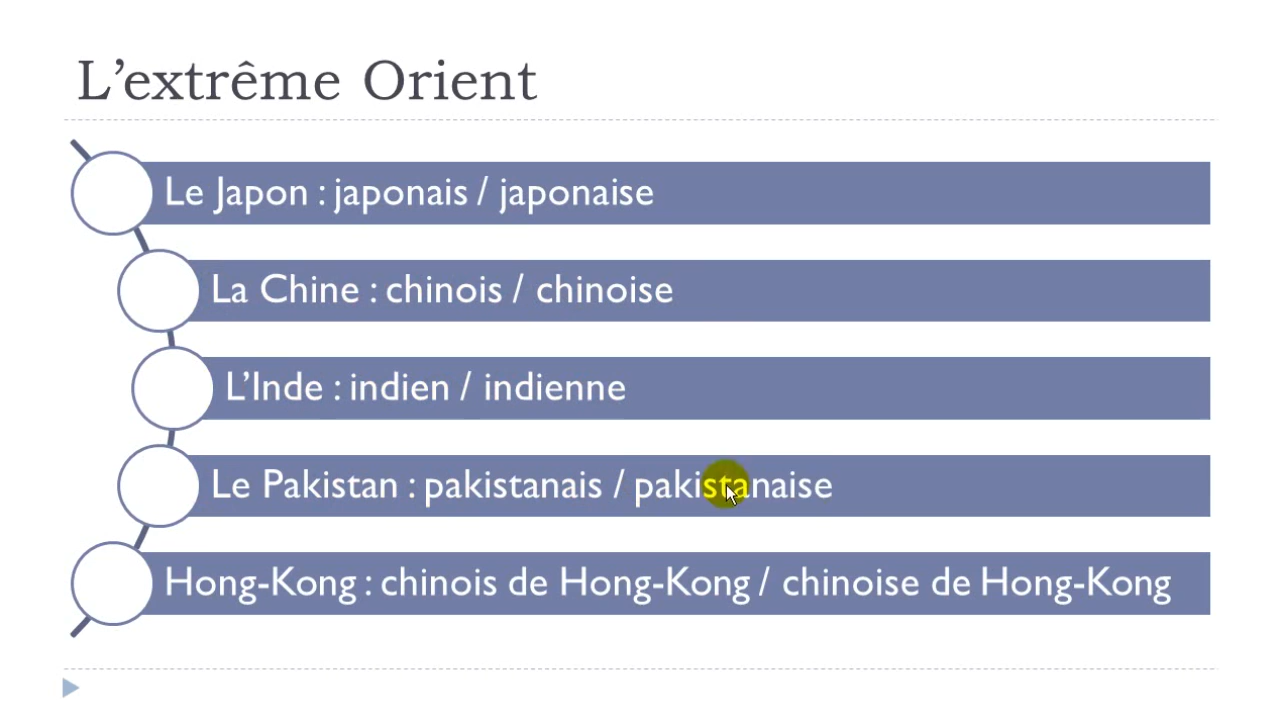 L’extrême Orient
Le Japon : japonais / japonaise
La Chine : chinois / chinoise
L’Inde : indien / indienne
Le Pakistan : pakistanais / pakistanaise
Hong-Kong : chinois de Hong-Kong / chinoise de Hong-Kong